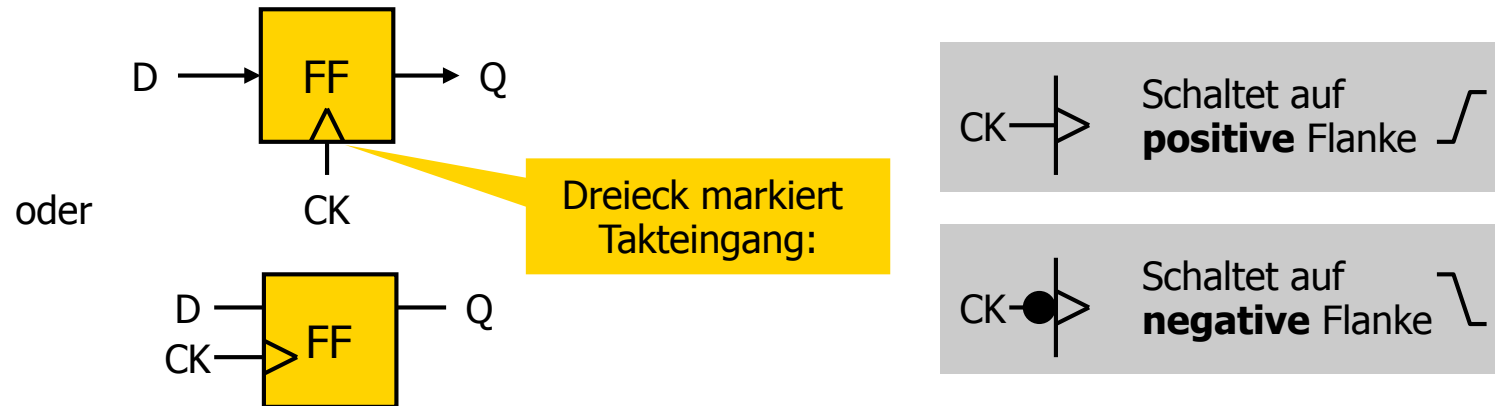 D FF Q
CK
oder
Dreieck markiert
Takteingang:
D FF Q
CK
CK Schaltet auf
positive Flanke
CK Schaltet auf
negative Flanke